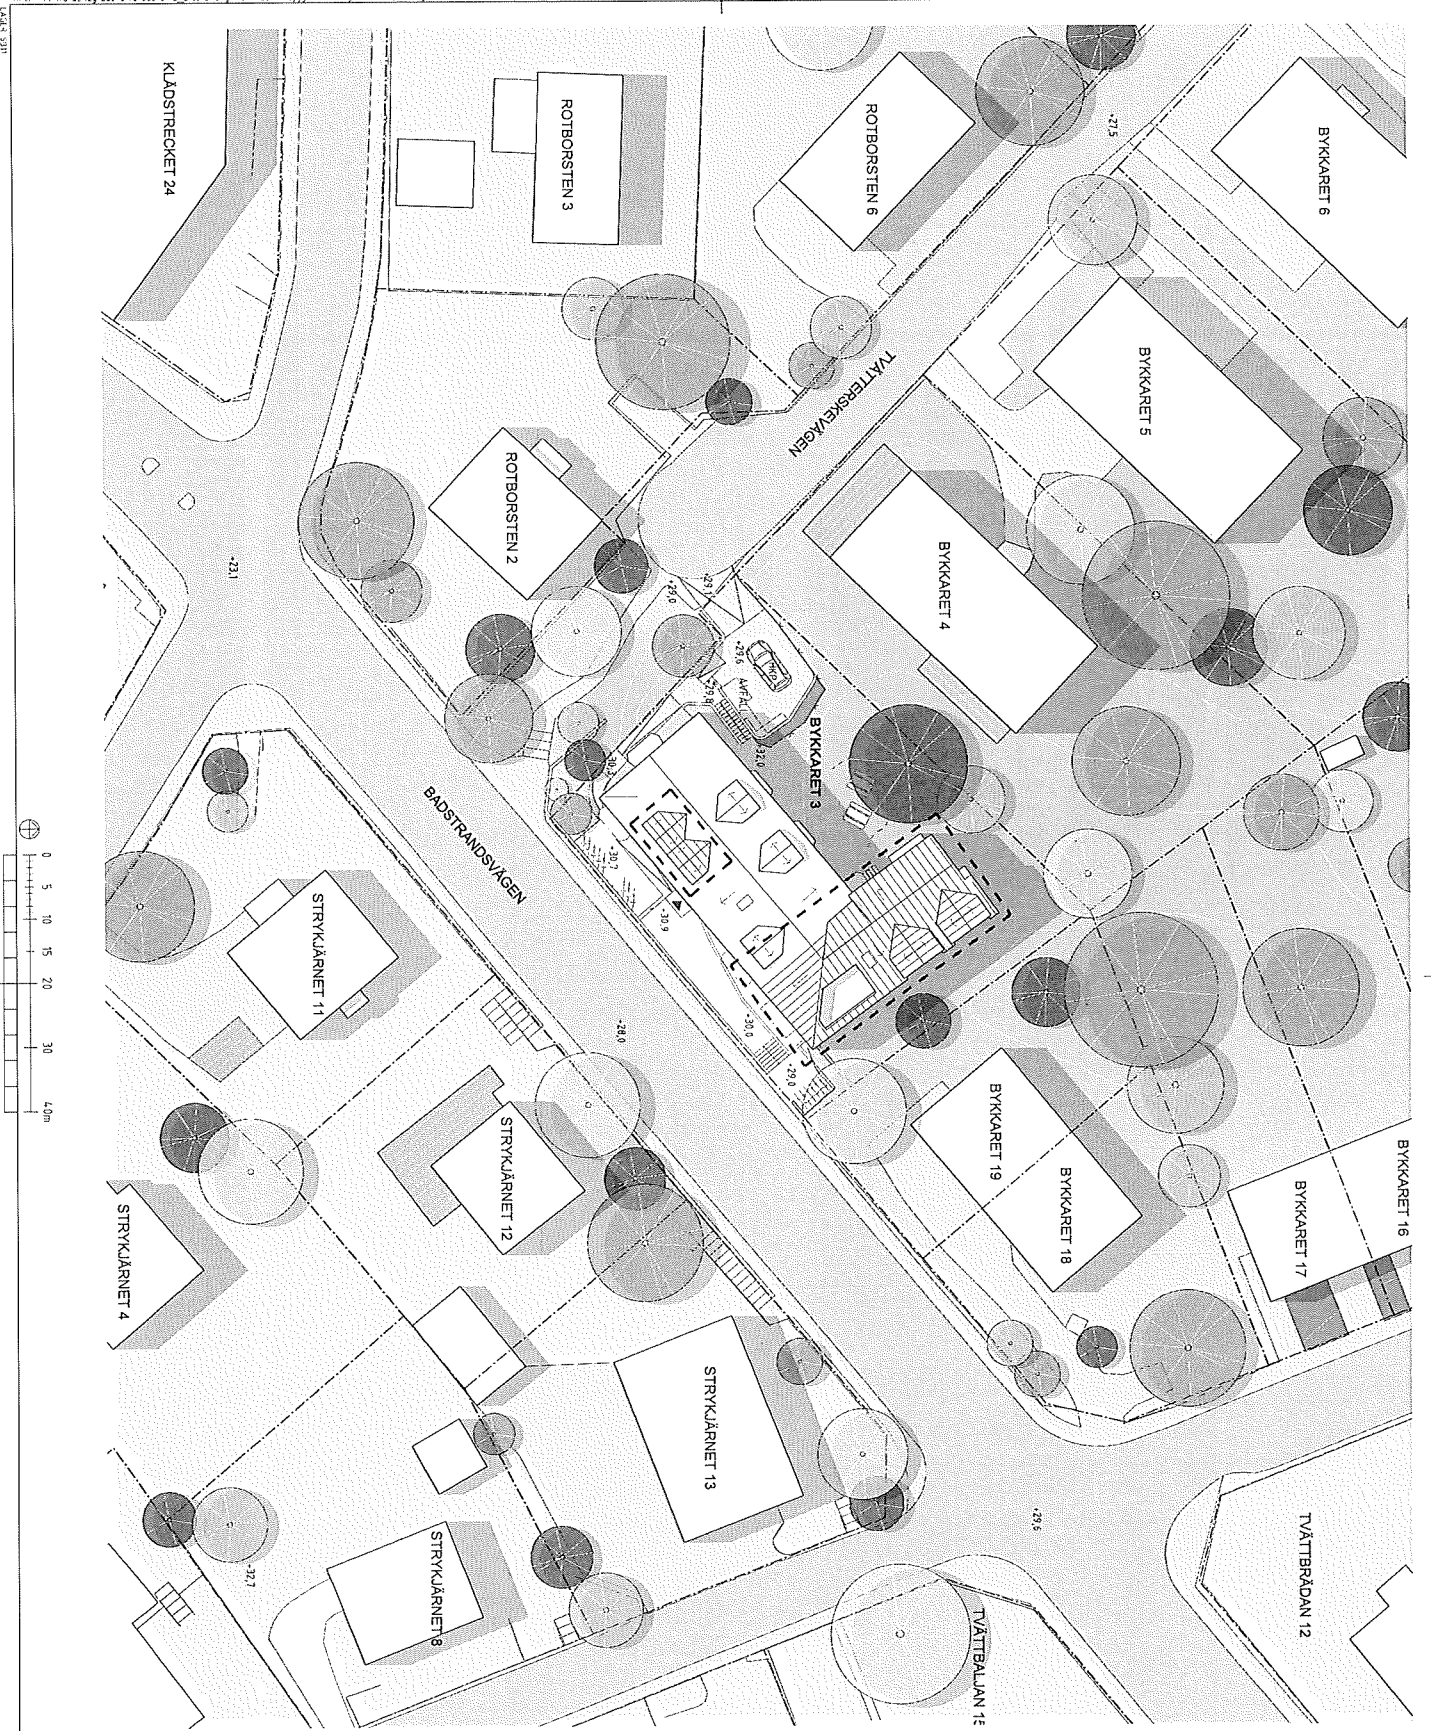 KLÄDSTRECKET 24
ROTBORSTEN 3
ROTBORSTEN 6
+27,5
BYKKARET 6
BYKKARET 5
TVÄTTERSKEVÄGEN
ROTBORSTEN 2
BYKKARET 4
+23,1
+29,0
+29,1
+29,6
HKP
+29,8
AVFALL
BYKKARET 3
+32,0
BADSTRANDSVÄGEN
+30,9
+30,0
+29,0
+28,0
STRYKJÄRNET 11
STRYKJÄRNET 12
BYKKARET 19
BYKKARET 18
BYKKARET 17
BYKKARET 16
STRYKJÄRNET 4
STRYKJÄRNET 13
STRYKJÄRNET 8
+32,7
+29,6
TVÄTTBRÄDAN 12
TVÄTTBALJAN 15
0 5 10 15 20 30 40m